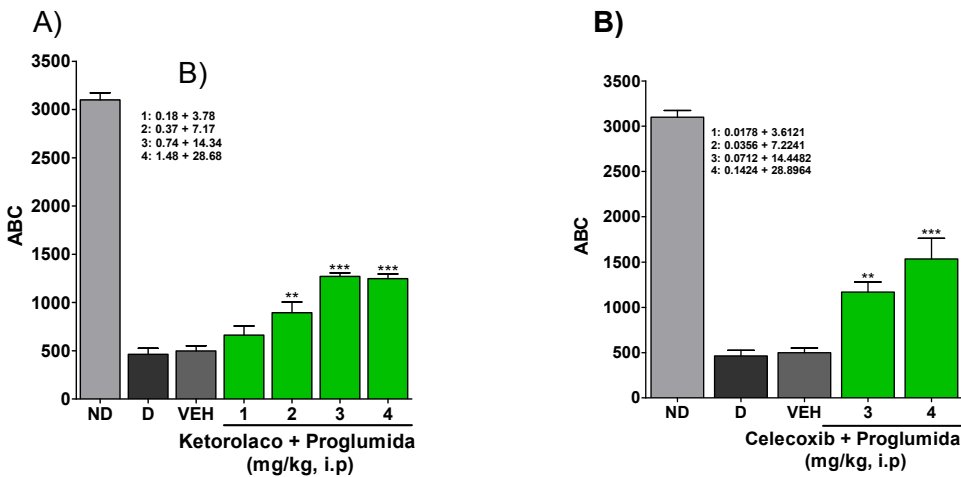 A)
B)
3500
3000
2500
2000
1500
1000
500
0
ABC
1: 0.18 + 3.78
2: 0.37 + 7.17
3: 0.74 + 14.34
4: 1.48 + 28.68
**
***
***
ND D VEH 1 2 3 4
Ketorolaco + Proglumida
(mg/kg, i.p)
B)
3500
3000
2500
2000
1500
1000
500
0
ABC
1: 0.0178 + 3.6121
2: 0.0356 + 7.2241
3: 0.0712 + 14.4482
4: 0.1424 + 28.8964
**
***
ND D VEH 3 4
Celecoxib + Proglumida
(mg/kg, i.p)